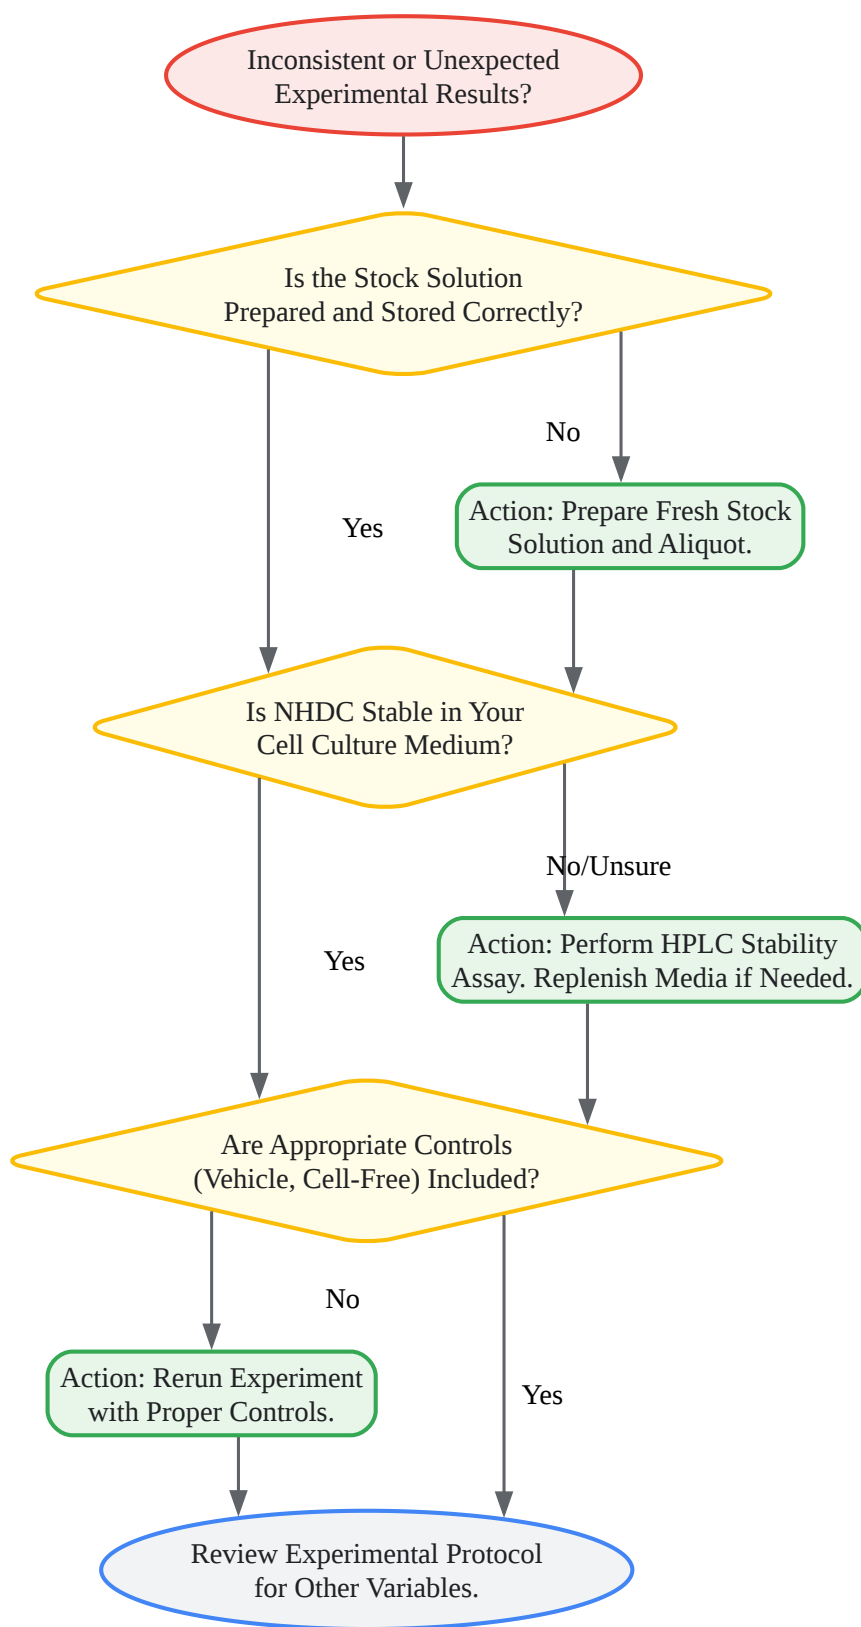 Inconsistent or Unexpected
Experimental Results?
Is the Stock Solution
Prepared and Stored Correctly?
No
Action: Prepare Fresh Stock
Solution and Aliquot.
Yes
Is NHDC Stable in Your
Cell Culture Medium?
No/Unsure
Action: Perform HPLC Stability
Assay. Replenish Media if Needed.
Yes
Are Appropriate Controls
(Vehicle, Cell-Free) Included?
No
Action: Rerun Experiment
with Proper Controls.
Yes
Review Experimental Protocol
for Other Variables.